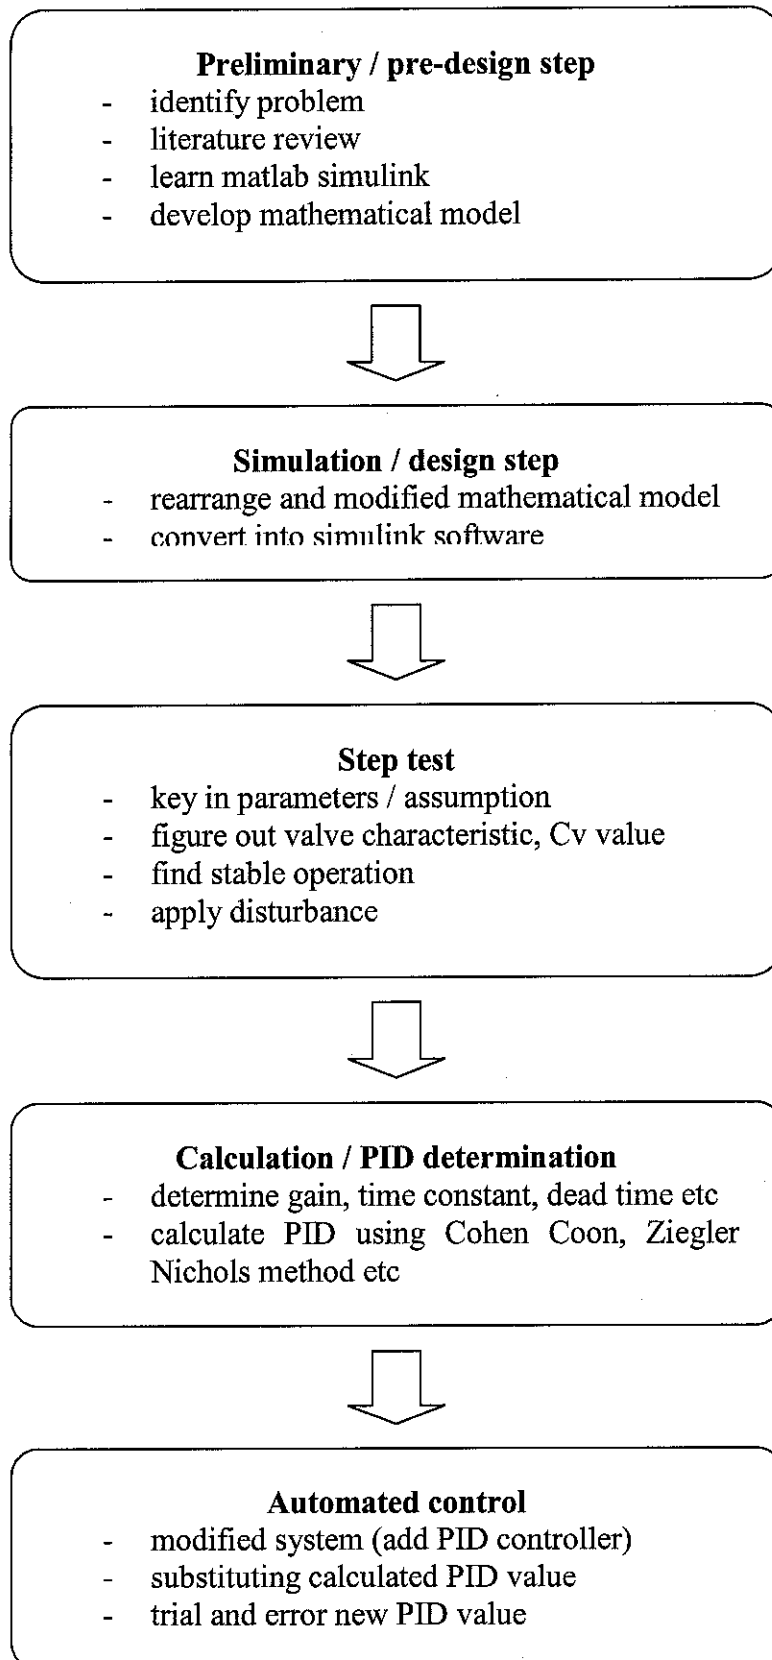 Preliminary / pre-design step
- identify problem
- literature review
- learn matlab simulink
- develop mathematical model
Simulation / design step
- rearrange and modified mathematical model
- convert into simulink software
Step test
- key in parameters / assumption
- figure out valve characteristic, Cv value
- find stable operation
- apply disturbance
Calculation / PID determination
- determine gain, time constant, dead time etc
- calculate PID using Cohen Coon, Ziegler
Nichols method etc
Automated control
- modified system (add PID controller)
- substituting calculated PID value
- trial and error new PID value